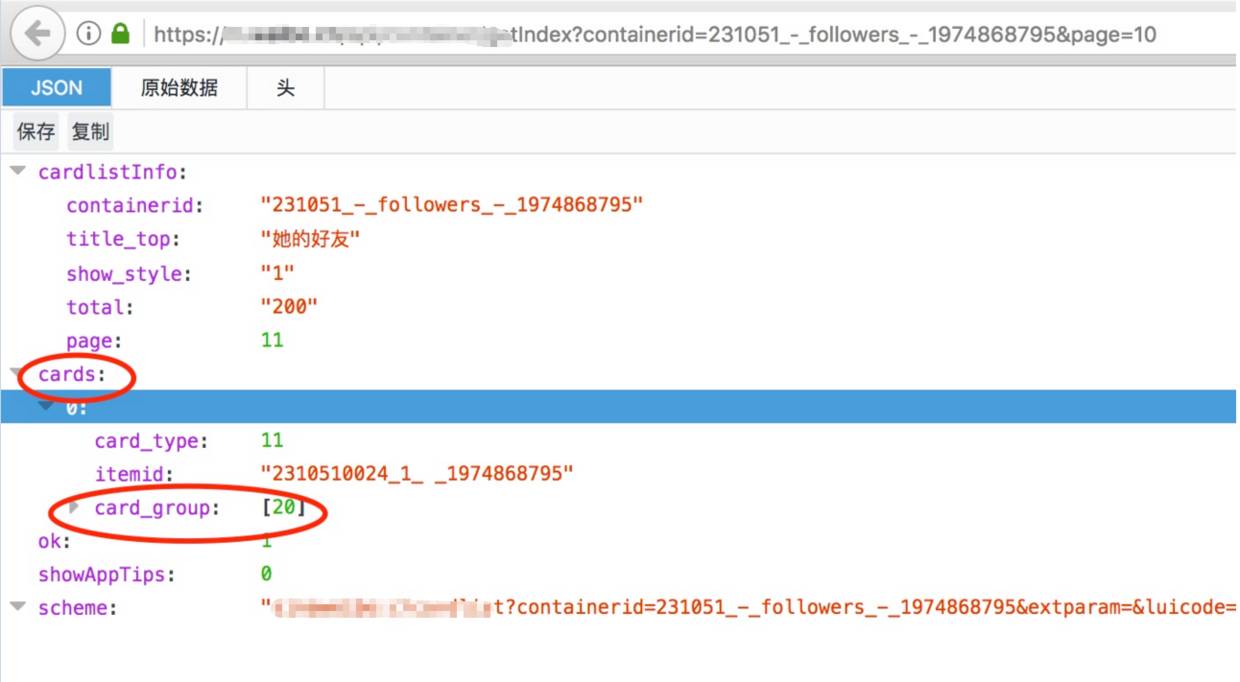 https:// tIndex?containerid=231051_-_followers_-_1974868795&page=10
JSON 原始数据 头
保存 复制
cardlistInfo:
containerid: "231051_-_followers_-_1974868795"
title_top: "她的好友"
show_style: "1"
total: "200"
page: 11
cards:
0:
card_type: 11
itemid: "2310510024_1_ _1974868795"
card_group: [20]
ok: 1
showAppTips: 0
scheme: " t?containerid=231051_-_followers_-_1974868795&extparam=&luicode=